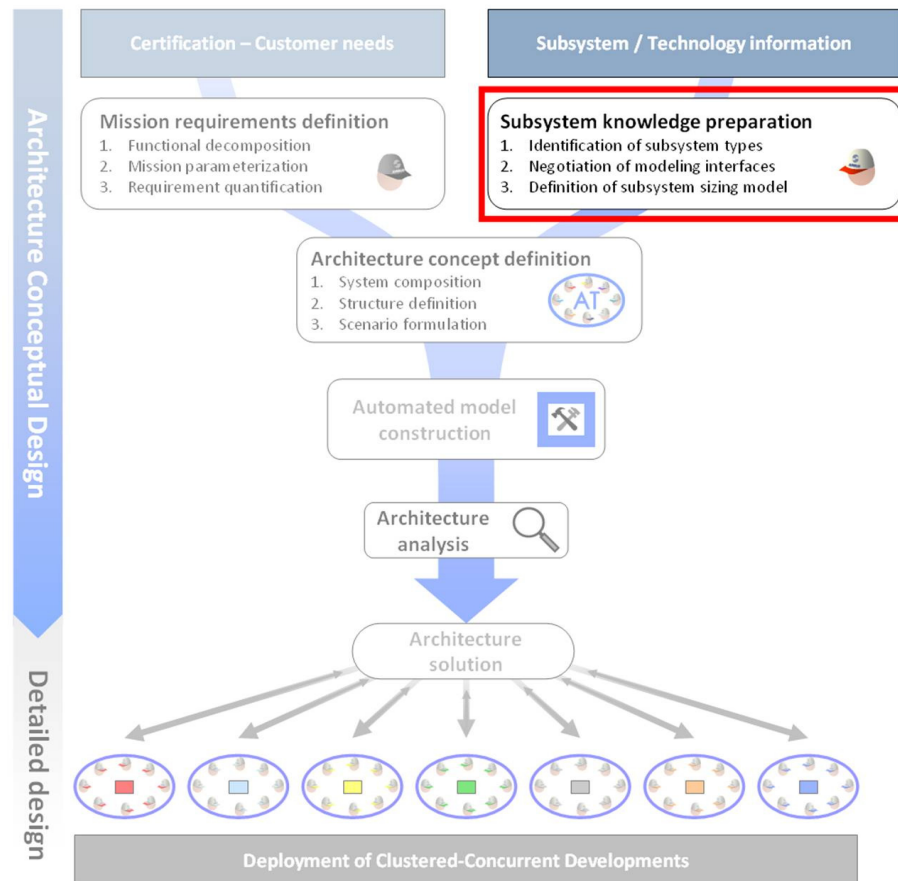 Certification – Customer needs
Subsystem / Technology information
Architecture Conceptual Design
Mission requirements definition
1. Functional decomposition
2. Mission parameterization
3. Requirement quantification
Subsystem knowledge preparation
1. Identification of subsystem types
2. Negotiation of modeling interfaces
3. Definition of subsystem sizing model
Architecture concept definition
1. System composition
2. Structure definition
3. Scenario formulation
AT
Automated model
construction
Architecture
analysis
Architecture
solution
Detailed design
Deployment of Clustered-Concurrent Developments